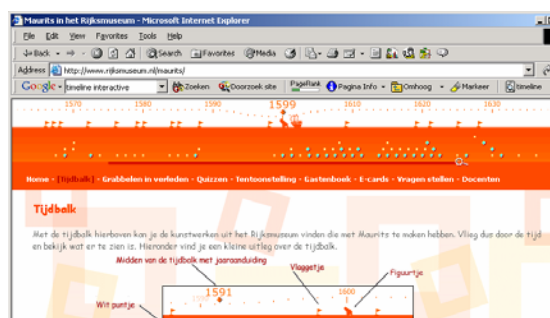 Maurits in het Rijksmuseum - Microsoft Internet Explorer
File Edit View Favorites Tools Help
Back Search Favorites Media
Address http://www.rijksmuseum.nl/maurits/
Google timeline interactive Zoeken Doorzoek site PageRank Pagina Info Omhoog Markeer timeline
1570 1580 1590 1599 1610 1620 1630
Home - [Tijdbalk] - Grabbelen in verleden - Quizzen - Tentoonstelling - Gastenboek - E-cards - Vragen stellen - Docenten
Tijdbalk
Met de tijdbalk hierboven kan je de kunstwerken uit het Rijksmuseum vinden die met Maurits te maken hebben. Vlieg dus door de tijd
en bekijk wat er te zien is. Hieronder vind je een kleine uitleg over de tijdbalk.
Midden van de tijdbalk met jaaraanduiding
Vlaggetje
Figuurtje
1591 1600
Wit puntje